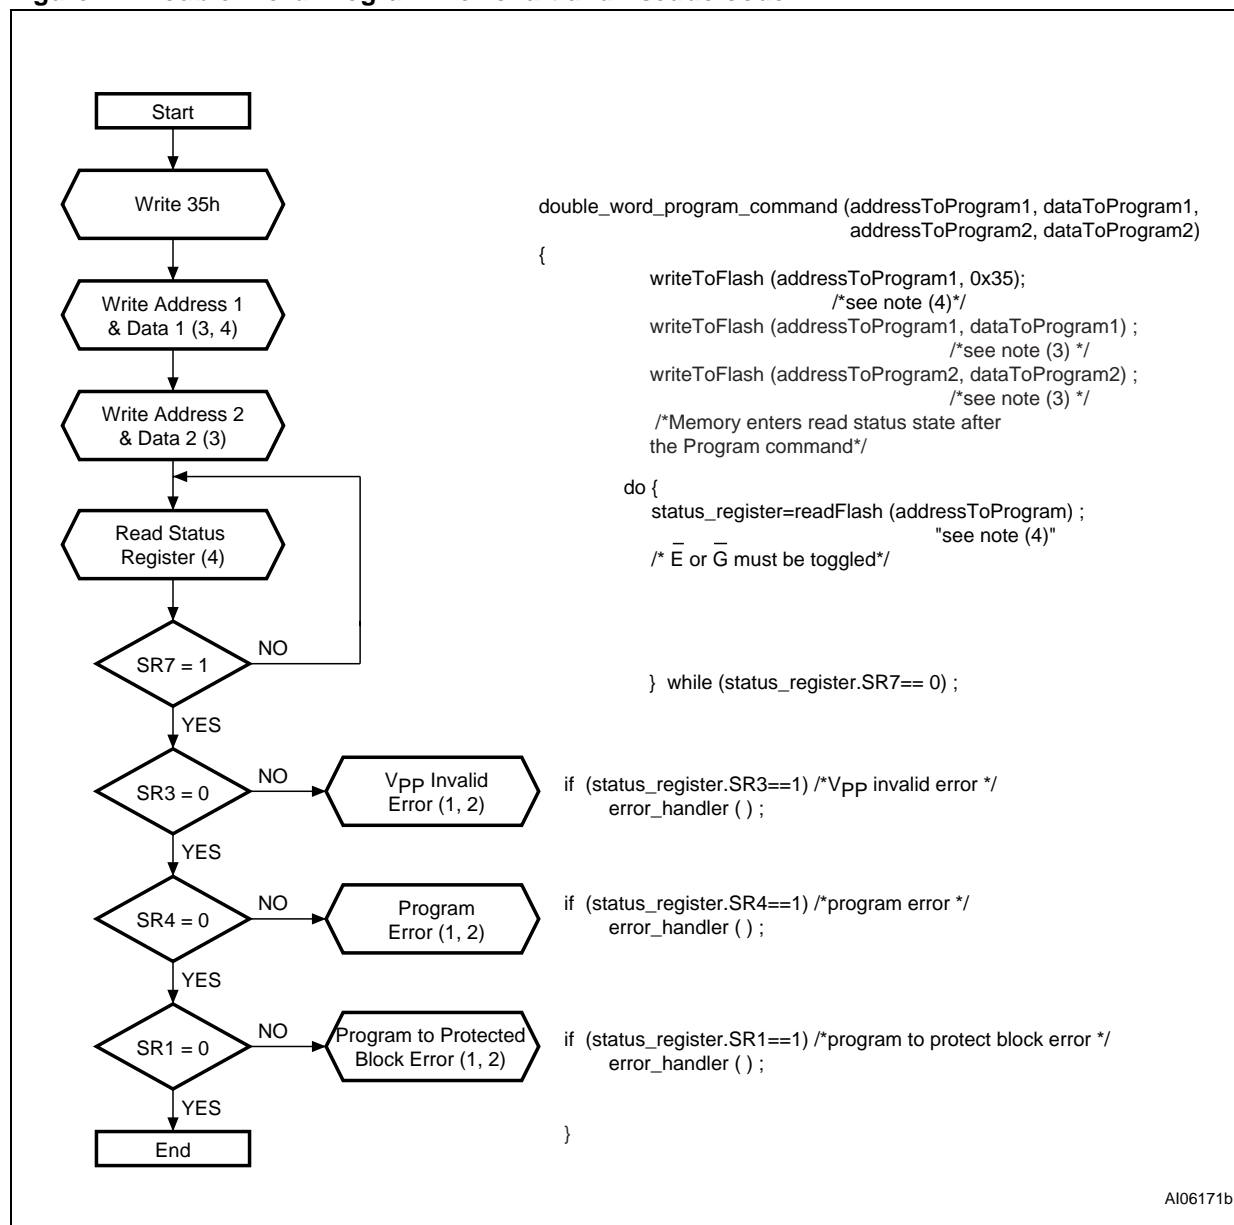 Start
Write 35h
Write Address 1
& Data 1 (3, 4)
Write Address 2
& Data 2 (3)
Read Status
Register (4)
SR7 = 1
NO
YES
SR3 = 0
NO
VPP Invalid
Error (1, 2)
YES
SR4 = 0
NO
Program
Error (1, 2)
YES
SR1 = 0
NO
Program to Protected
Block Error (1, 2)
YES
End
double_word_program_command (addressToProgram1, dataToProgram1,
addressToProgram2, dataToProgram2)
{
writeToFlash (addressToProgram1, 0x35);
/*see note (4)*/
writeToFlash (addressToProgram1, dataToProgram1) ;
/*see note (3) */
writeToFlash (addressToProgram2, dataToProgram2) ;
/*see note (3) */
/*Memory enters read status state after
the Program command*/
do {
status_register=readFlash (addressToProgram) ;
"see note (4)"
/* E̅ or G̅ must be toggled*/
} while (status_register.SR7== 0) ;
if (status_register.SR3==1) /*VPP invalid error */
error_handler ( ) ;
if (status_register.SR4==1) /*program error */
error_handler ( ) ;
if (status_register.SR1==1) /*program to protect block error */
error_handler ( ) ;
}
AI06171b